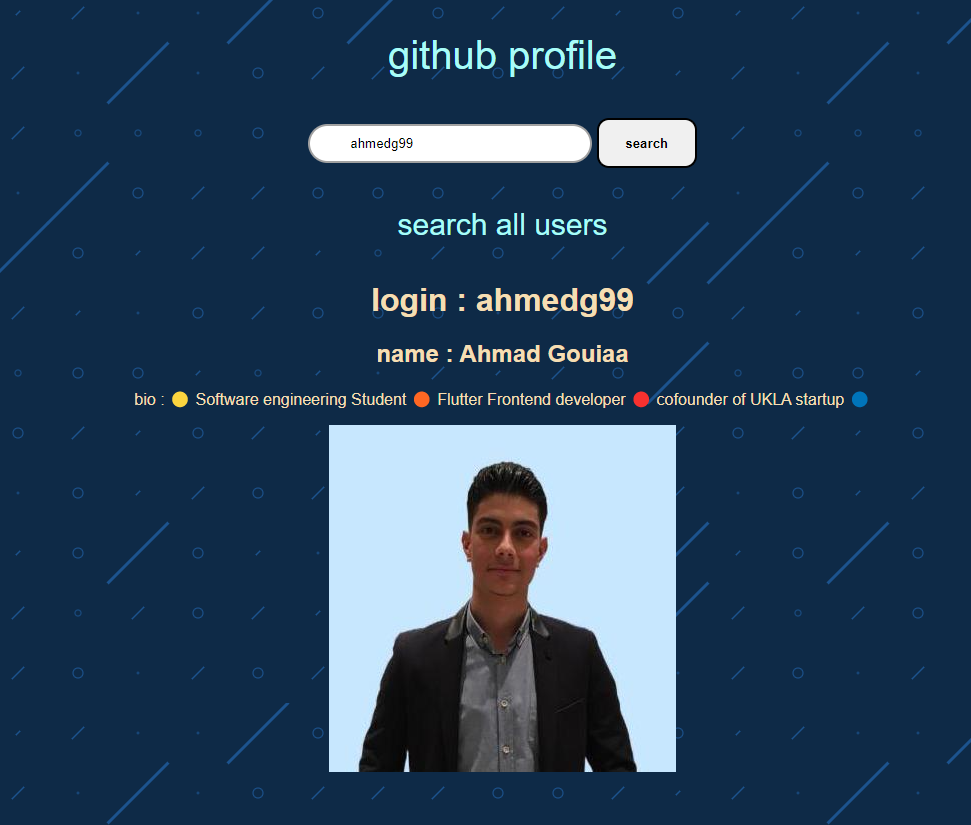 github profile
ahmedg99 search
search all users
login : ahmedg99
name : Ahmad Gouiaa
bio : 🟡 Software engineering Student 🟠 Flutter Frontend developer 🔴 cofounder of UKLA startup 🔵